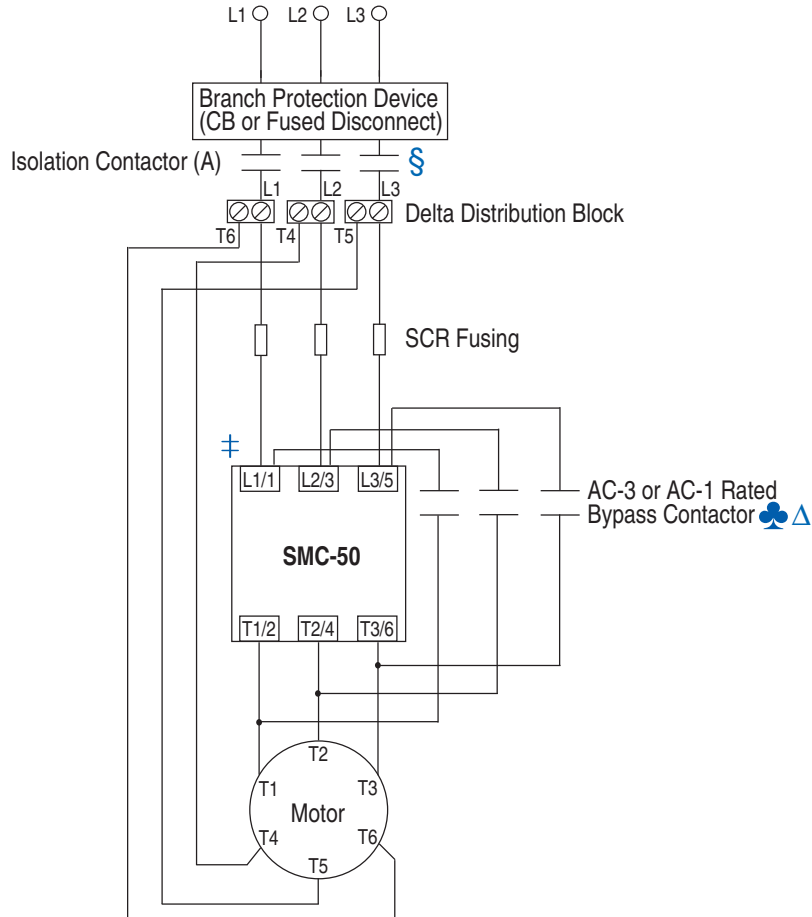 L1 L2 L3
Branch Protection Device
(CB or Fused Disconnect)
Isolation Contactor (A) §
L1 L2 L3
Delta Distribution Block
T6 T4 T5
SCR Fusing
‡
L1/1 L2/3 L3/5
AC-3 or AC-1 Rated
Bypass Contactor ♣ Δ
SMC-50
T1/2 T2/4 T3/6
T2
T1 T3
Motor
T4 T6
T5